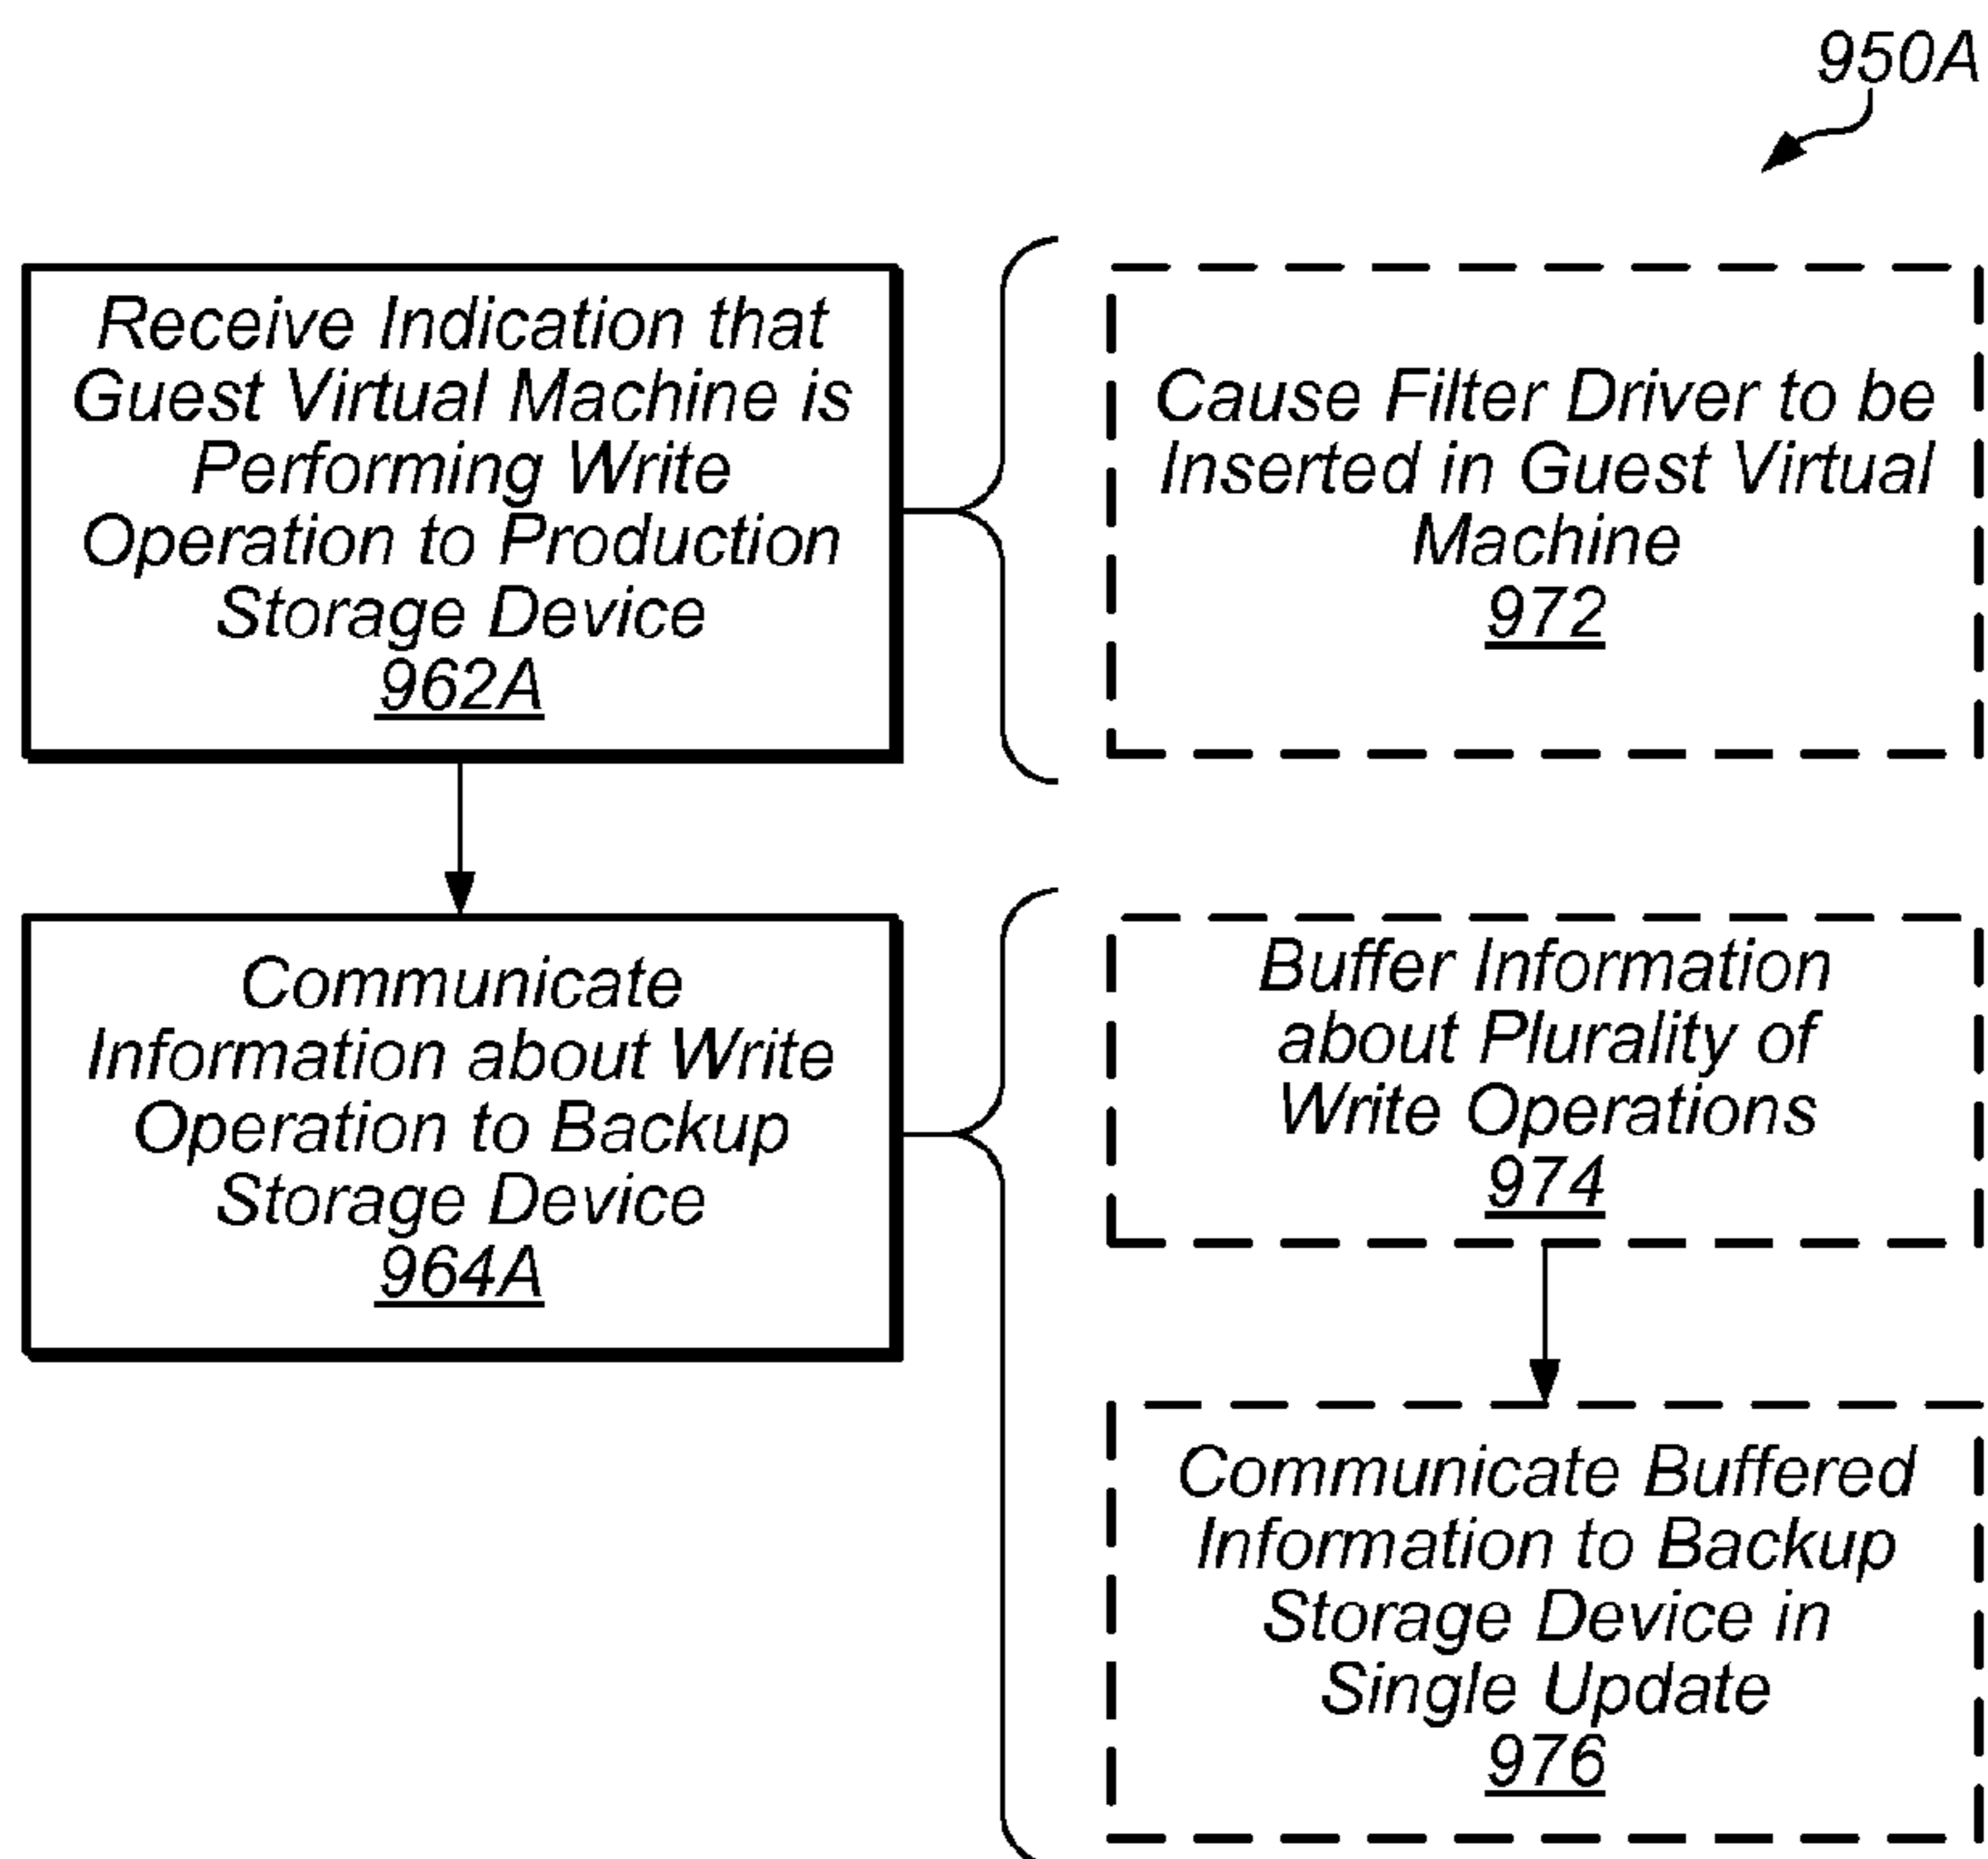 950A
Receive Indication that
Guest Virtual Machine is
Performing Write
Operation to Production
Storage Device
962A
Cause Filter Driver to be
Inserted in Guest Virtual
Machine
972
Communicate
Information about Write
Operation to Backup
Storage Device
964A
Buffer Information
about Plurality of
Write Operations
974
Communicate Buffered
Information to Backup
Storage Device in
Single Update
976